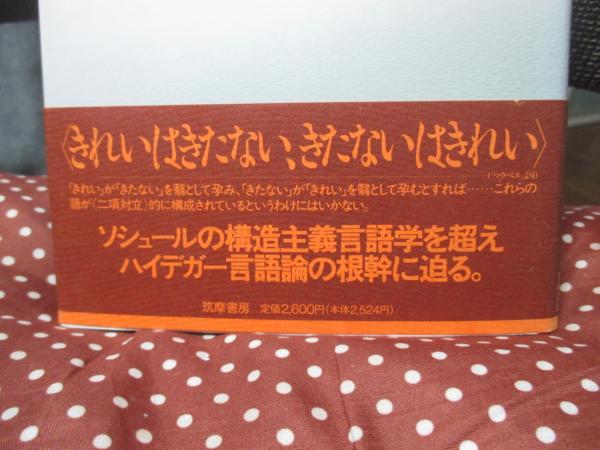 〈きれいはきたない、きたないはきれい〉
(『マクベス』より)
「きれい」が「きたない」を翳として孕み、「きたない」が「きれい」を翳として孕むとすれば……これらの
語が〈二項対立〉的に構成されているというわけにはいかない。
ソシュールの構造主義言語学を超え
ハイデガー言語論の根幹に迫る。
筑摩書房 定価2,600円(本体2,524円)